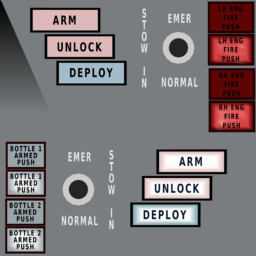 ARM
UNLOCK
DEPLOY
STOW IN
EMER
NORMAL
LH ENG
FIRE
PUSH
LH ENG
FIRE
PUSH
RH ENG
FIRE
PUSH
RH ENG
FIRE
PUSH
BOTTLE 1
ARMED
PUSH
BOTTLE 1
ARMED
PUSH
BOTTLE 2
ARMED
PUSH
BOTTLE 2
ARMED
PUSH
EMER
NORMAL
STOW IN
ARM
UNLOCK
DEPLOY